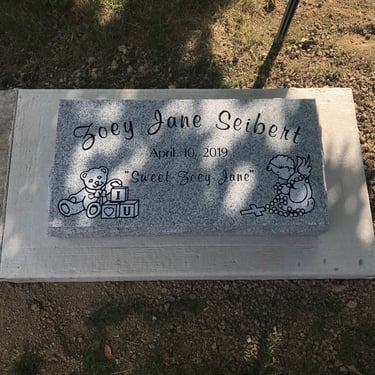 Zoey Jane Seibert
April 10, 2019
"Sweet Zoey Jane"
I
♥ U